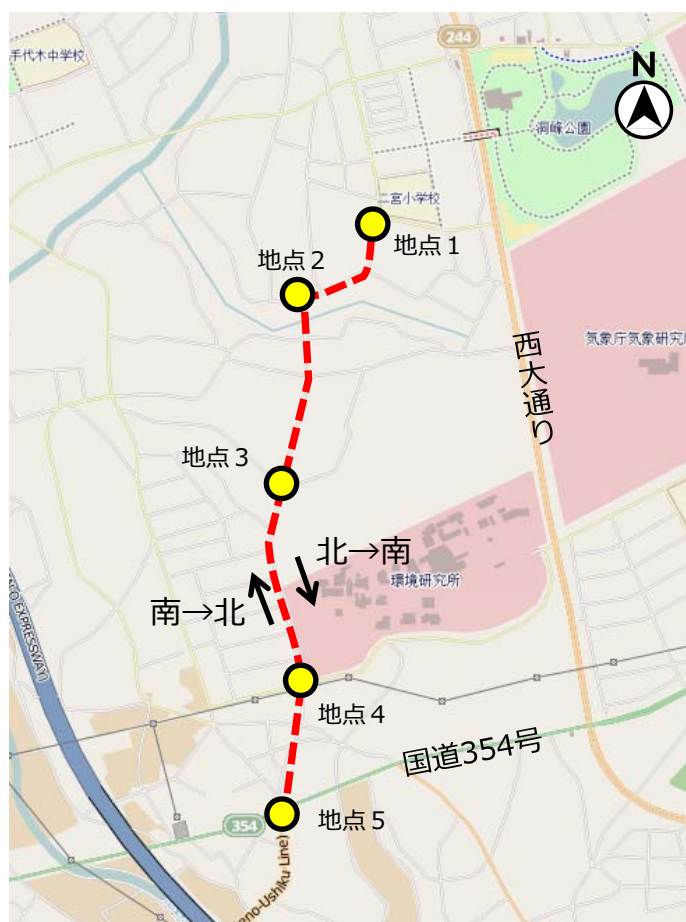 244
手代木中学校
N
洞峰公園
二宮小学校
地点1
地点2
西大通り
気象庁気象研究所
地点3
北→南
環境研究所
南→北
EXPRESSWAY)
地点4
国道354号
地点5
354
ano-Ushiku Line)